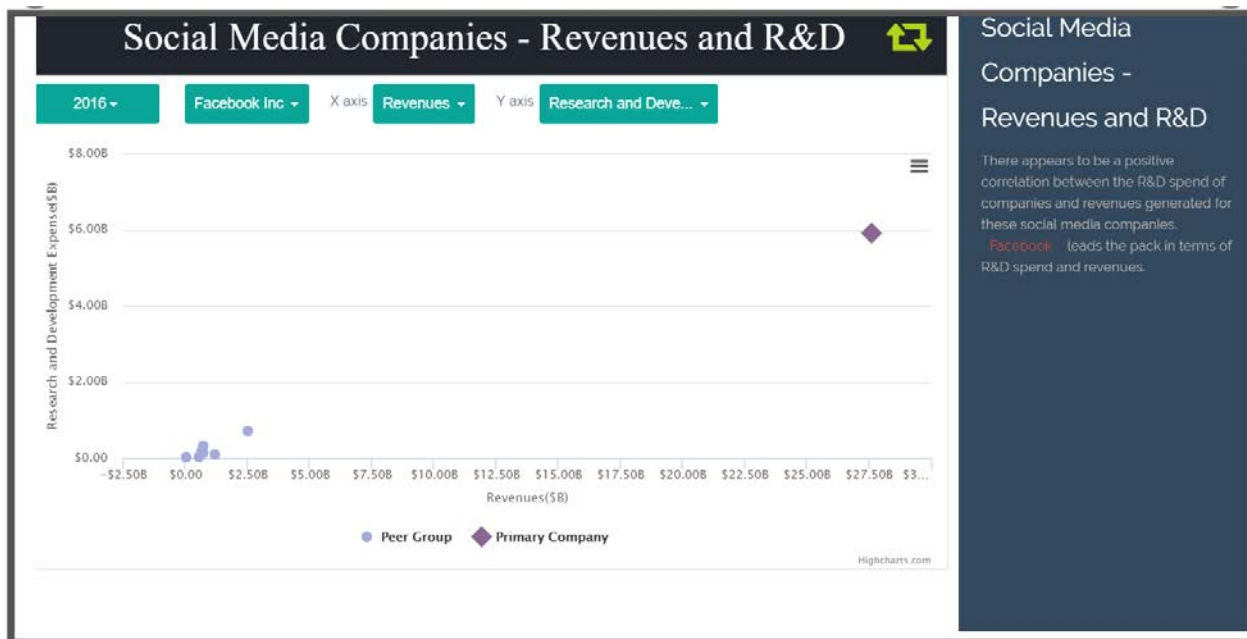 Social Media Companies - Revenues and R&D
2016
Facebook Inc
X axis
Revenues
Y axis
Research and Deve...
$8.00B
$6.00B
$4.00B
$2.00B
$0.00
Research and Development Expense($B)
-$2.50B $0.00 $2.50B $5.00B $7.50B $10.00B $12.50B $15.00B $17.50B $20.00B $22.50B $25.00B $27.50B $3...
Revenues($B)
Peer Group
Primary Company
Highcharts.com
Social Media
Companies -
Revenues and R&D
There appears to be a positive
correlation between the R&D spend of
companies and revenues generated for
these social media companies.
Facebook leads the pack in terms of
R&D spend and revenues.